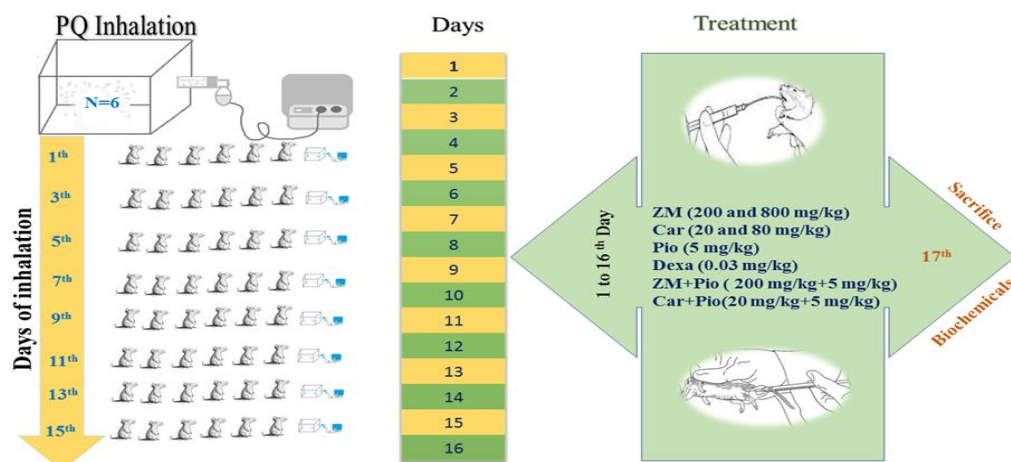 PQ Inhalation
N=6
Days of inhalation
1th
3th
5th
7th
9th
11th
13th
15th
Days
1
2
3
4
5
6
7
8
9
10
11
12
13
14
15
16
Treatment
1 to 16 th Day
ZM (200 and 800 mg/kg)
Car (20 and 80 mg/kg)
Pio (5 mg/kg)
Dexa (0.03 mg/kg)
ZM+Pio ( 200 mg/kg+5 mg/kg)
Car+Pio(20 mg/kg+5 mg/kg)
Sacrifice
17th
Biochemicals